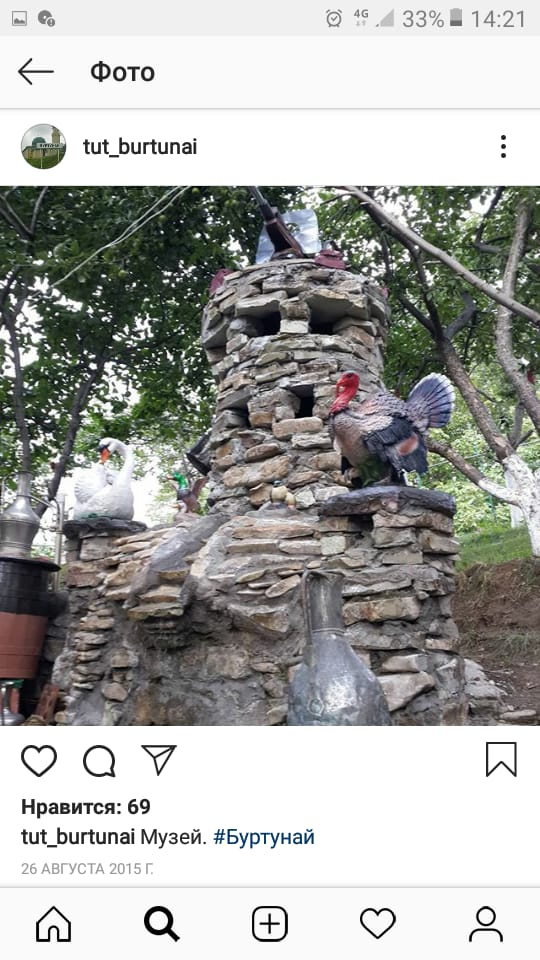 4G 33% 14:21
Фото
tut_burtunai
Нравится: 69
tut_burtunai Музей. #Буртунай
26 АВГУСТА 2015 Г.